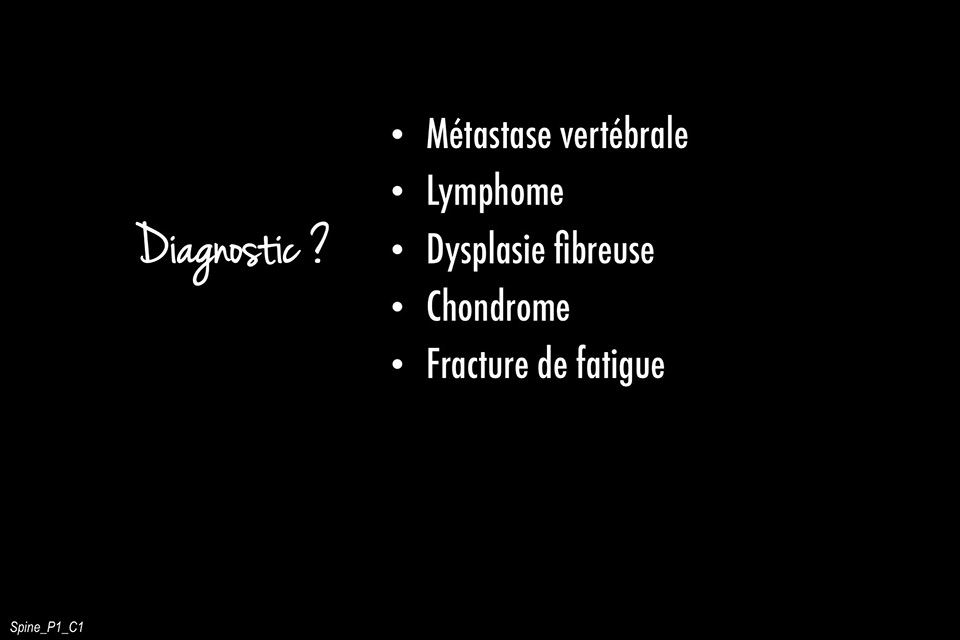 Diagnostic ?
• Métastase vertébrale
• Lymphome
• Dysplasie fibreuse
• Chondrome
• Fracture de fatigue
Spine_P1_C1